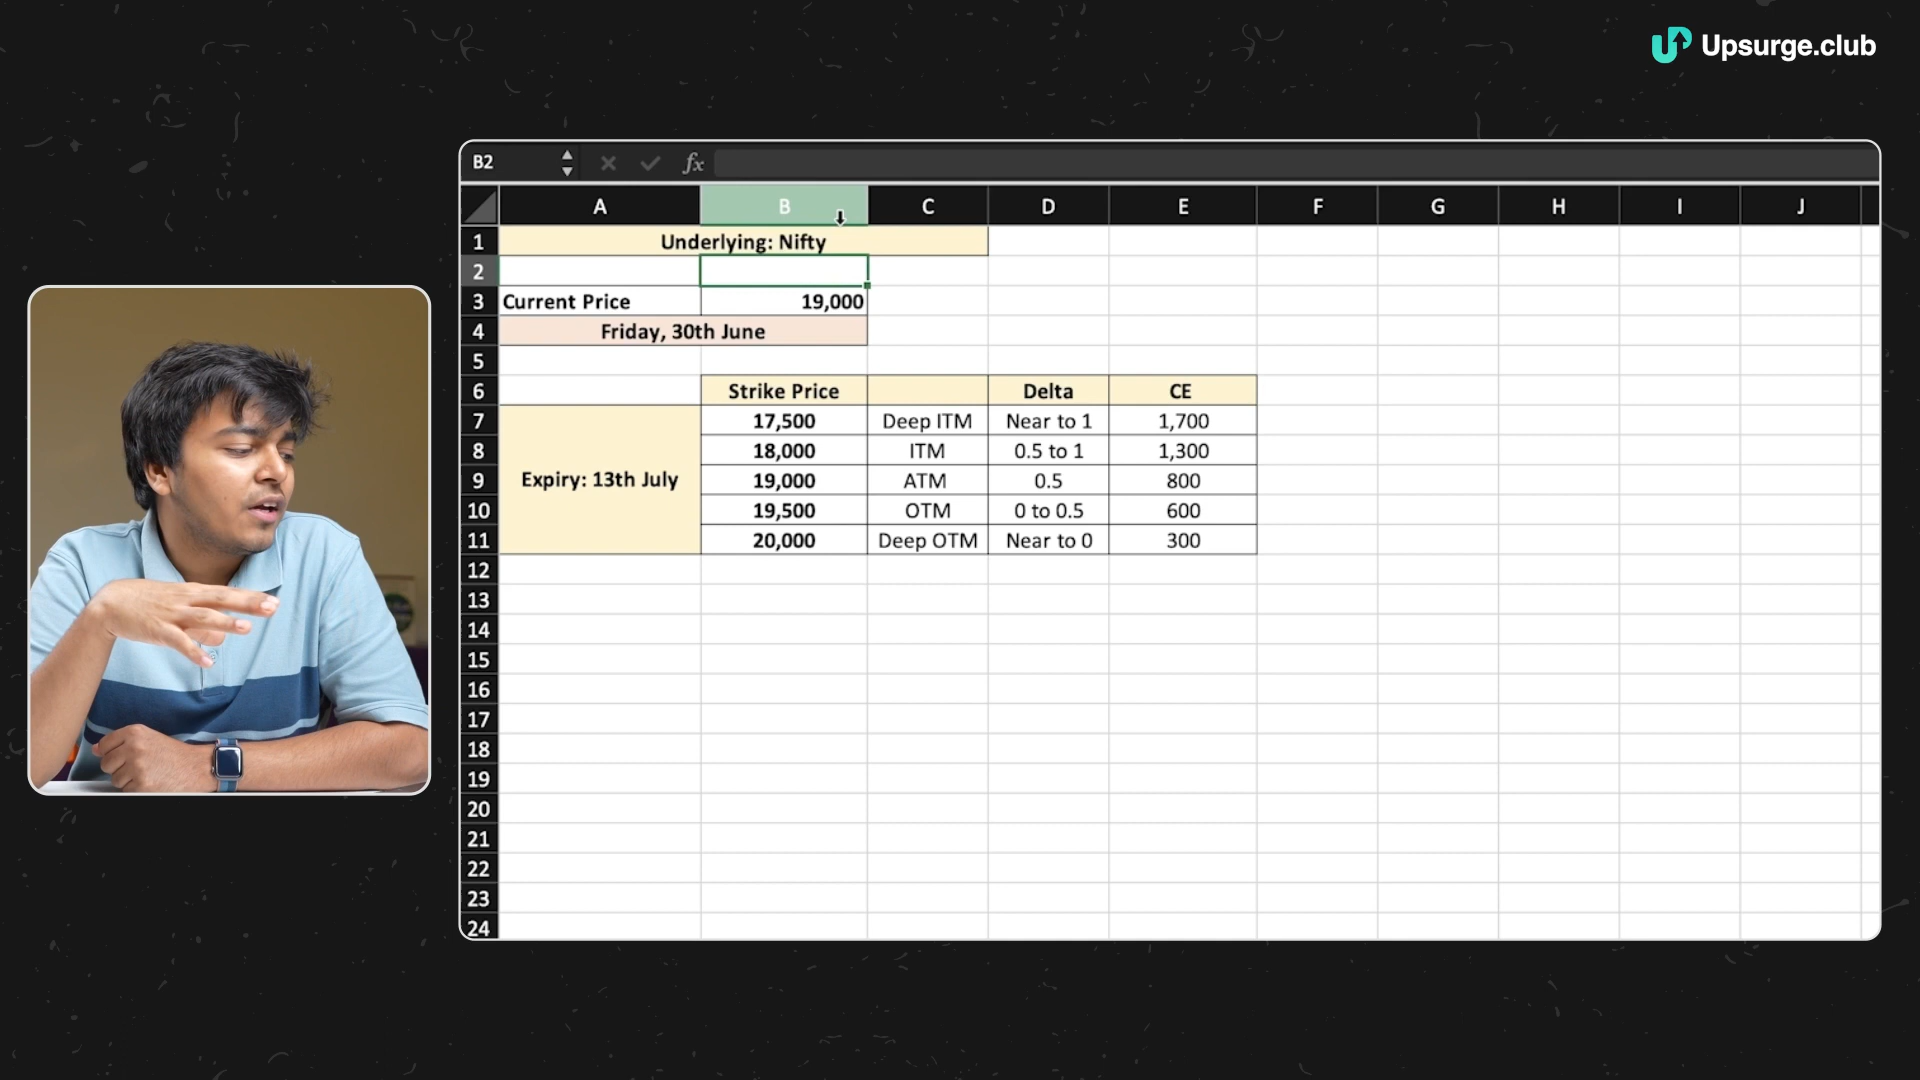 Upsurge.club
B2 fx
A B C D E F G H I J
1 Underlying: Nifty
2
3 Current Price 19,000
4 Friday, 30th June
5
6 Strike Price Delta CE
7 17,500 Deep ITM Near to 1 1,700
8 18,000 ITM 0.5 to 1 1,300
9 Expiry: 13th July 19,000 ATM 0.5 800
10 19,500 OTM 0 to 0.5 600
11 20,000 Deep OTM Near to 0 300
12
13
14
15
16
17
18
19
20
21
22
23
24